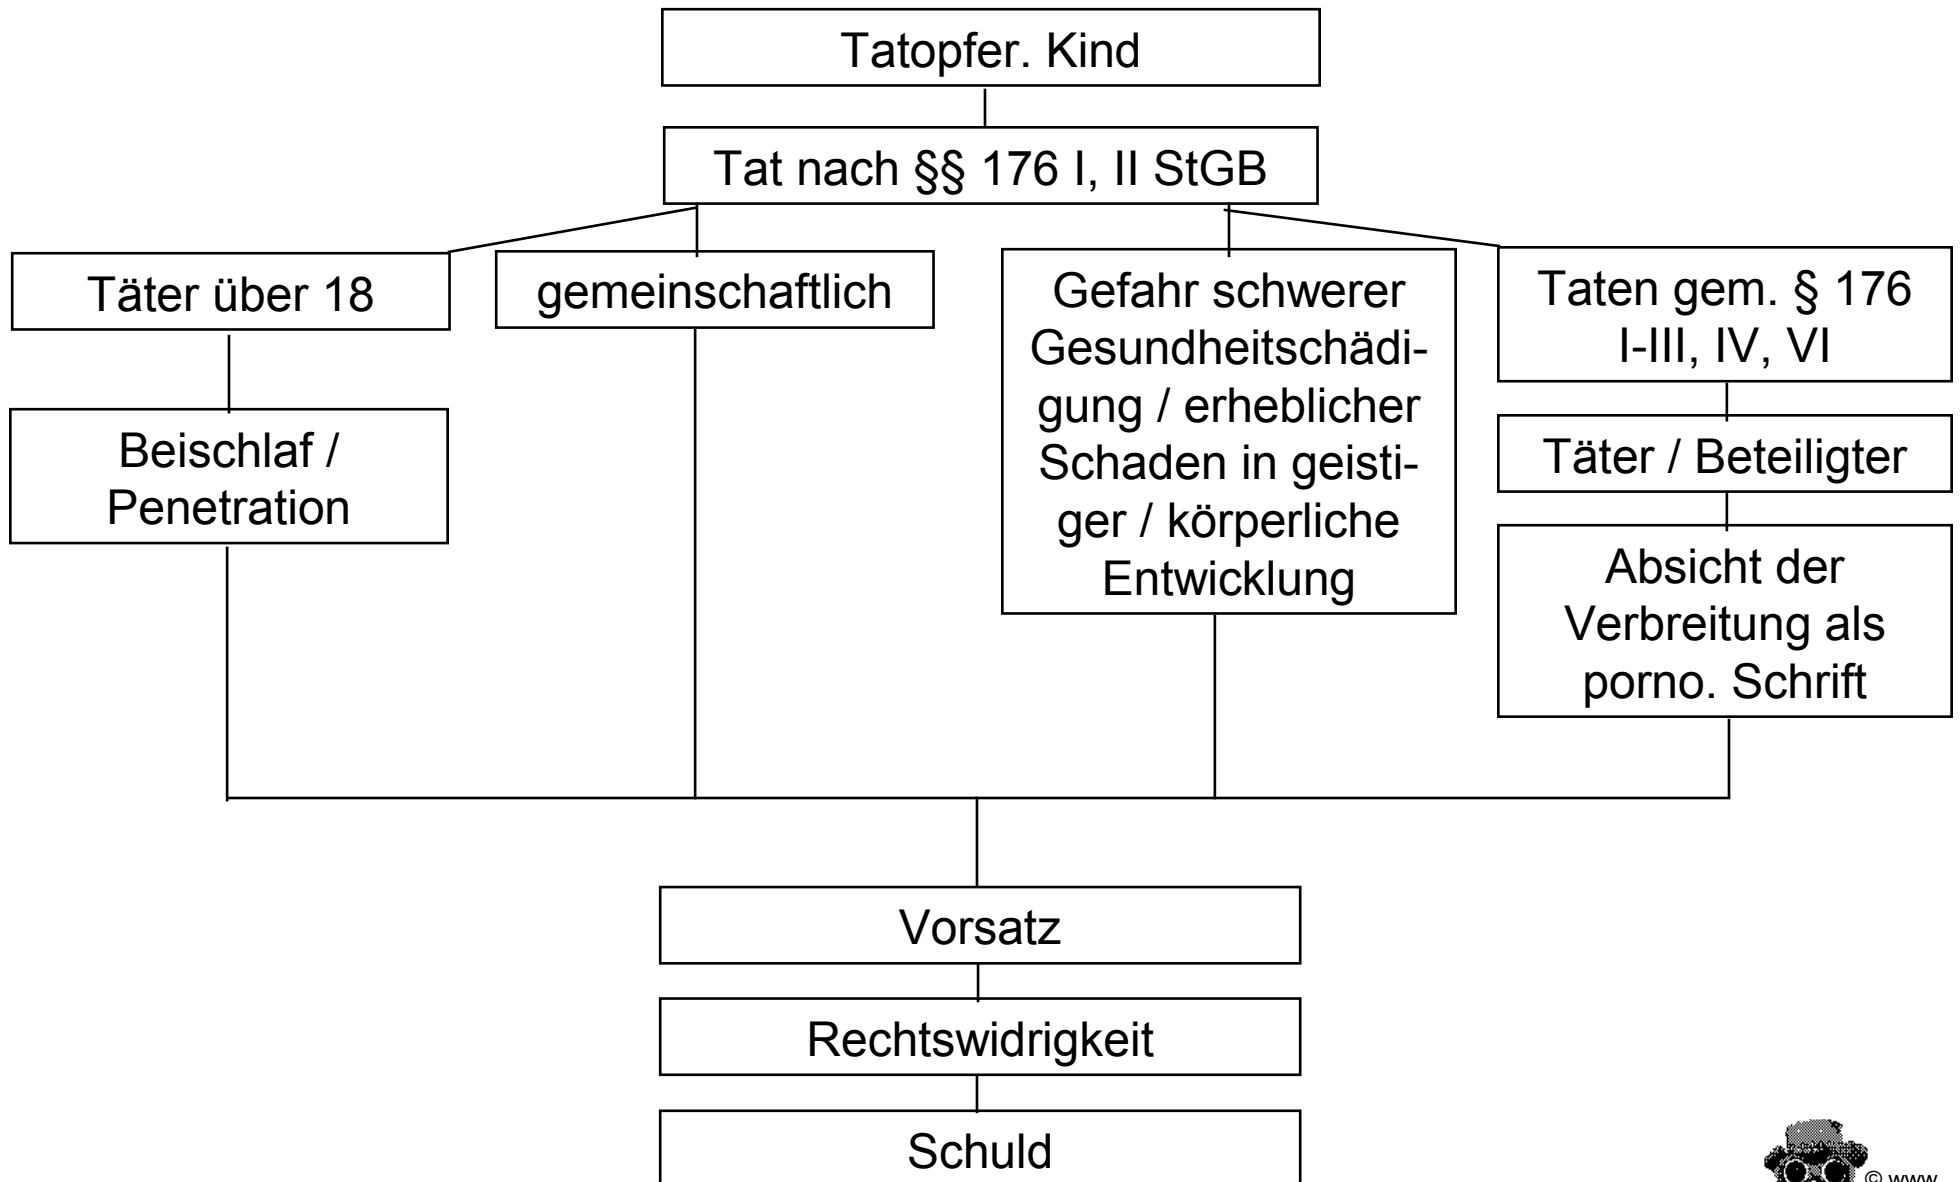 Tatopfer. Kind
Tat nach §§ 176 I, II StGB
Täter über 18
gemeinschaftlich
Gefahr schwerer
Gesundheitschädi-
gung / erheblicher
Schaden in geisti-
ger / körperliche
Entwicklung
Taten gem. § 176
I-III, IV, VI
Beischlaf /
Penetration
Täter / Beteiligter
Absicht der
Verbreitung als
porno. Schrift
Vorsatz
Rechtswidrigkeit
Schuld
© www